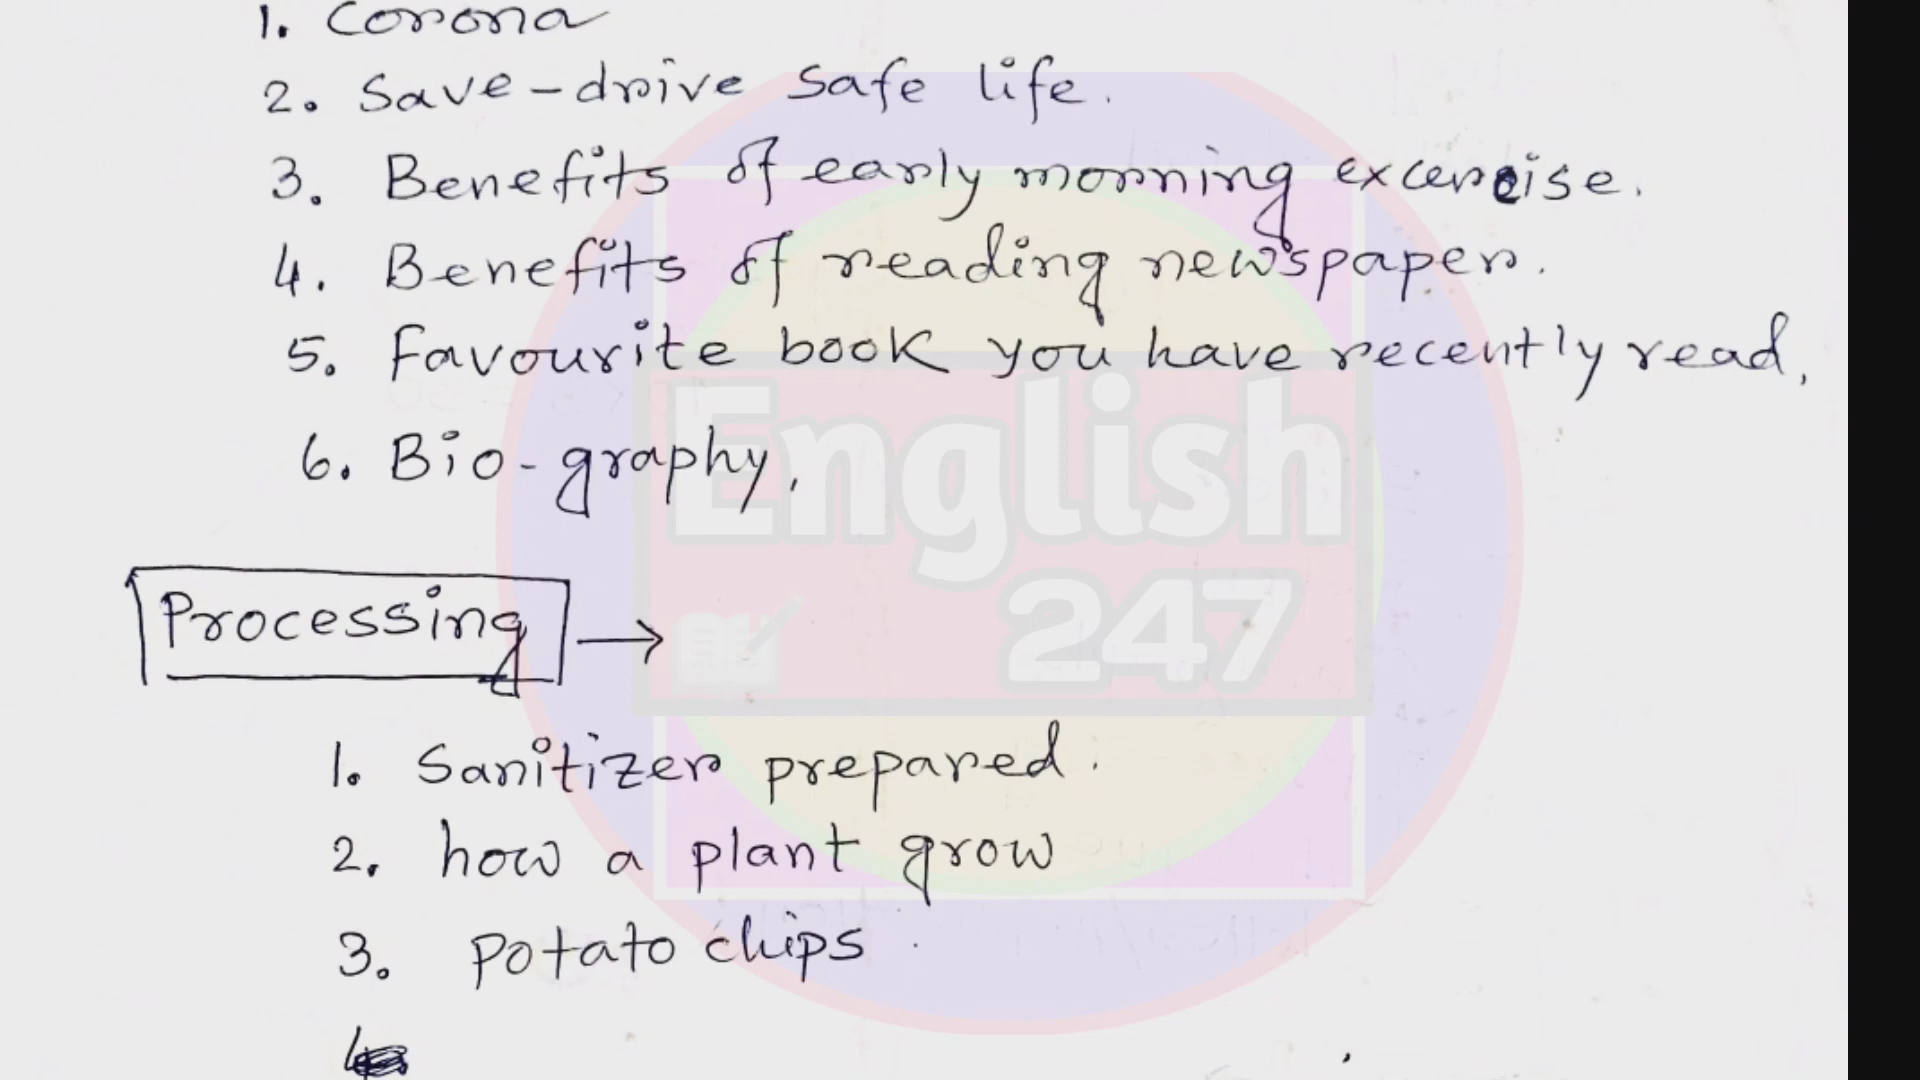 1. Corona
2. Save-drive Safe life.
3. Benefits of early morning excercise.
4. Benefits of reading newspaper.
5. Favourite book you have recently read,
6. Bio-graphy,
English
247
Processing →
1. Sanitizer prepared.
2. how a plant grow
3. Potato chips